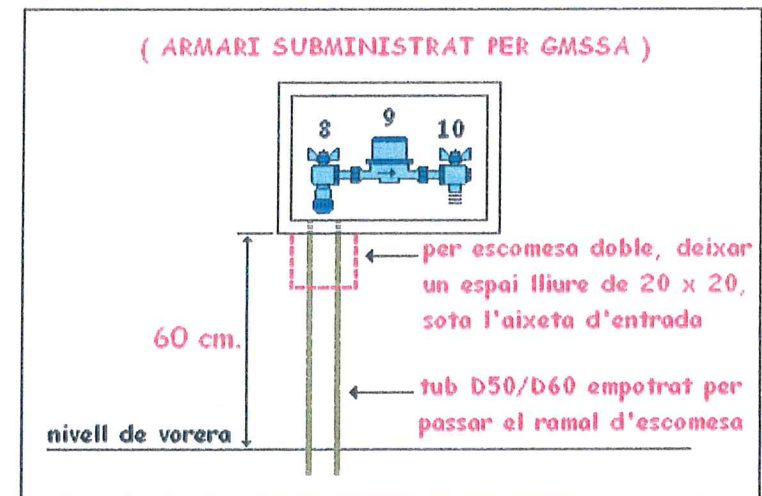 ( ARMARI SUBMINISTRAT PER GMSSA )
8 9 10
per escomesa doble, deixar
un espai lliure de 20 x 20,
sota l'aixeta d'entrada
60 cm.
tub D50/D60 empotrat per
passar el ramal d'escomesa
nivell de vorera